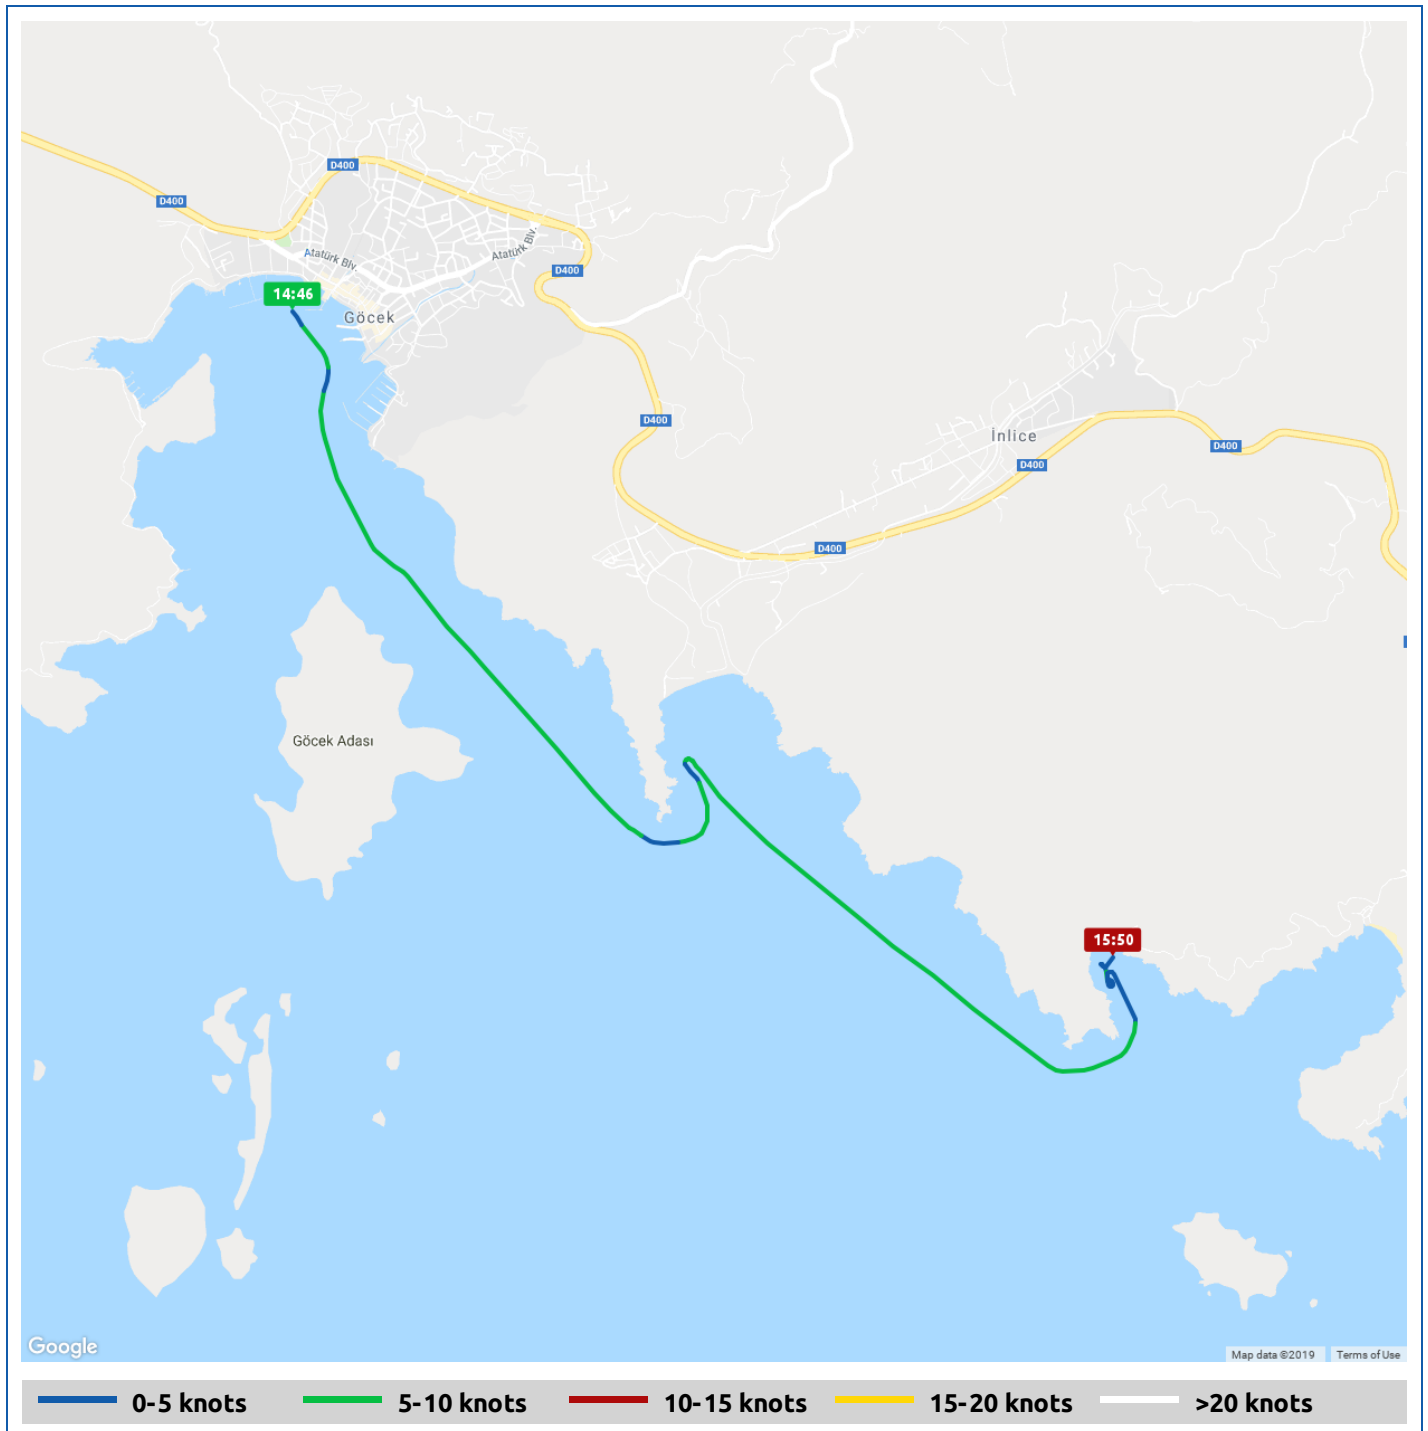 D400
D400
Atatürk Blv.
Atatürk Blv.
D400
14:46
Göcek
D400
İnlice
D400
D400
D400
Göcek Adası
15:50
Google
Map data ©2019
Terms of Use
0-5 knots
5-10 knots
10-15 knots
15-20 knots
>20 knots